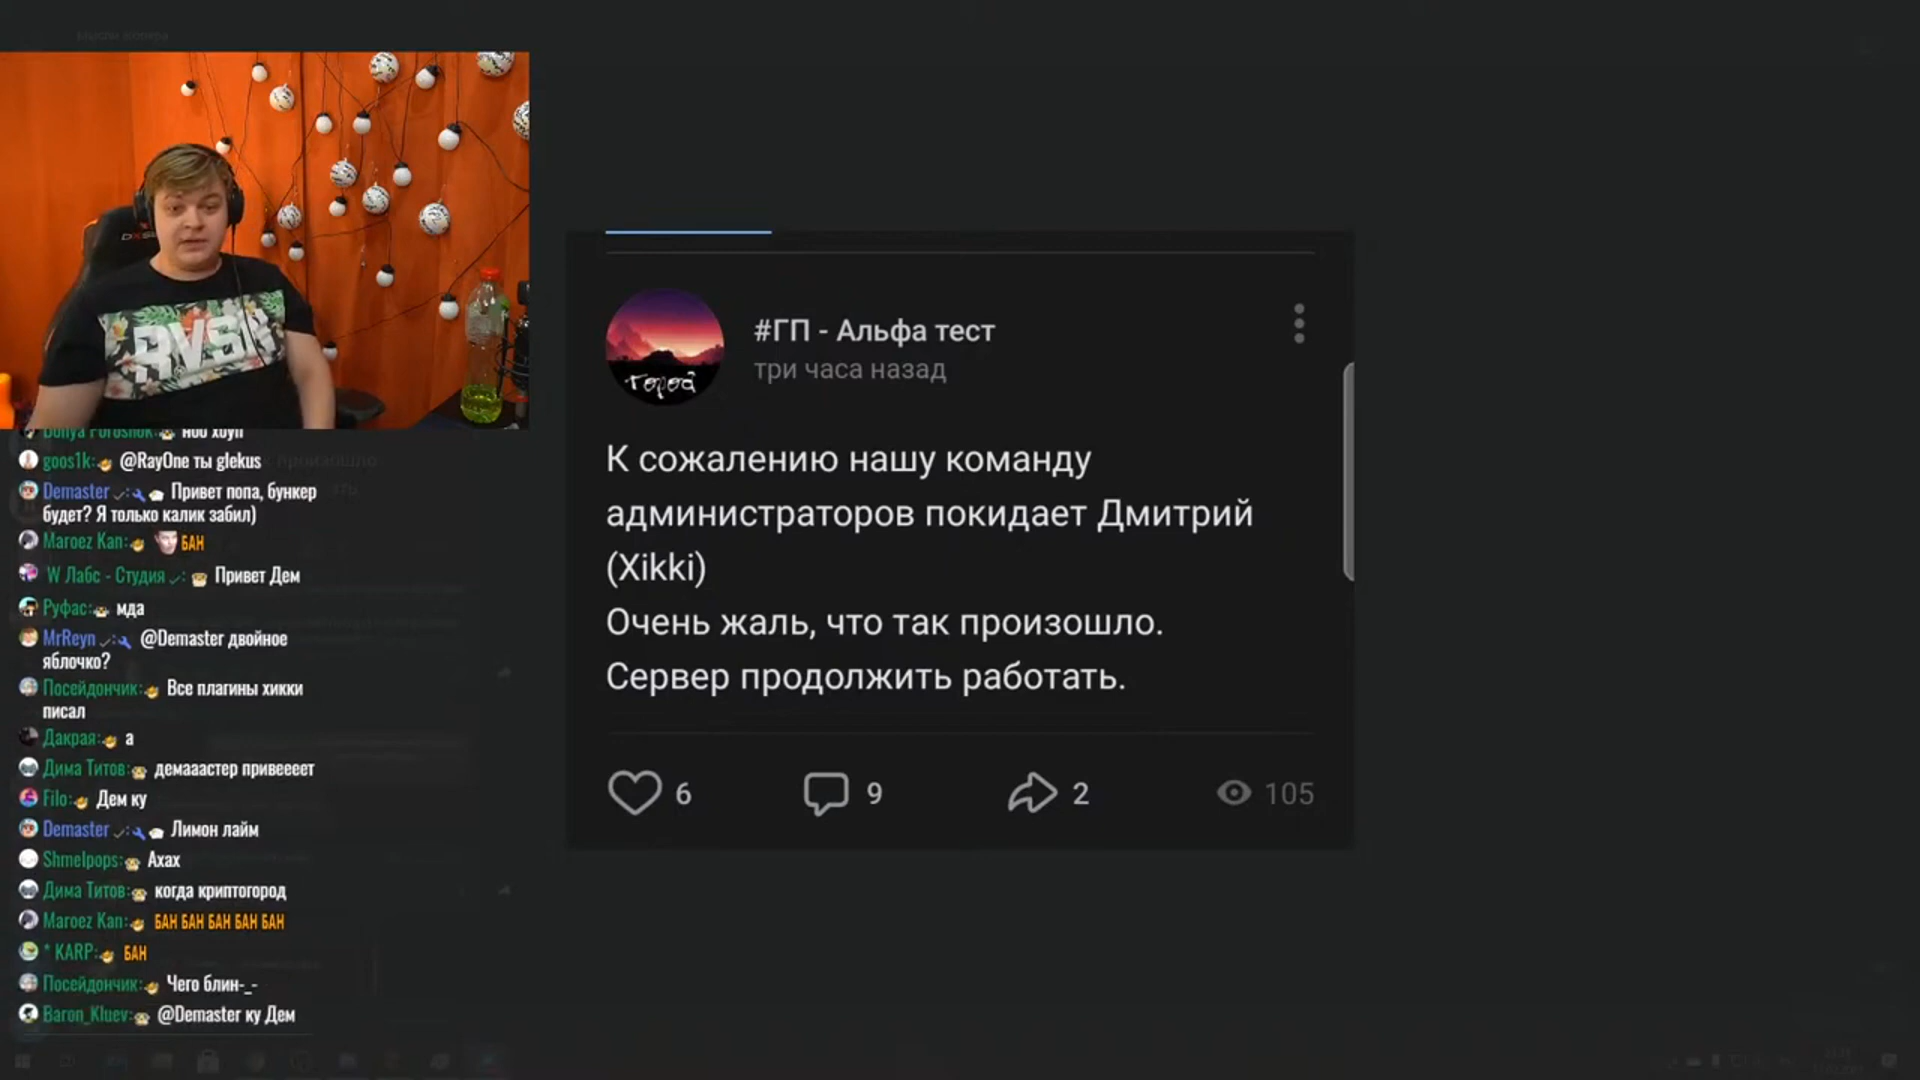 RVSN
goos1k: @RayOne ты glekus
Demaster : Привет попа, бункер
будет? Я только калик забил)
Maroez Kan: БАН
W Лабс - Студия : Привет Дем
Руфас: мда
MrReyn : @Demaster двойное
яблочко?
Посейдончик: Все плагины хикки
писал
Дакрая: а
Дима Титов: демааастер привеееет
Filo: Дем ку
Demaster : Лимон лайм
Shmelpops: Ахах
Дима Титов: когда криптогород
Maroez Kan: БАН БАН БАН БАН БАН
* KARP: БАН
Посейдончик: Чего блин-_-
Baron_Kluev: @Demaster ку Дем
город
#ГП - Альфа тест
три часа назад
К сожалению нашу команду
администраторов покидает Дмитрий
(Xikki)
Очень жаль, что так произошло.
Сервер продолжить работать.
6 9 2 105